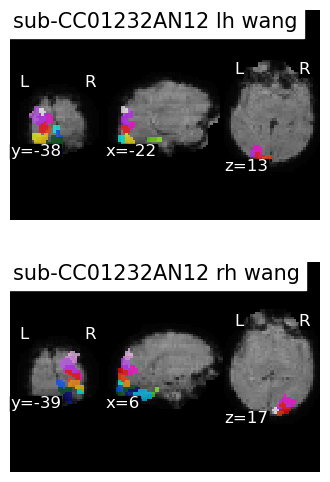 sub-CC01232AN12 lh wang
L R L R
y=-38 x=-22 z=13
sub-CC01232AN12 rh wang
L R L R
y=-39 x=6 z=17